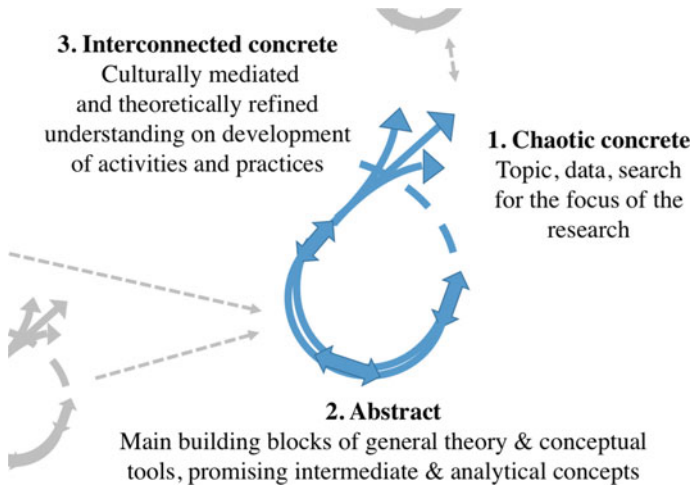 3. Interconnected concrete
Culturally mediated
and theoretically refined
understanding on development
of activities and practices
1. Chaotic concrete
Topic, data, search
for the focus of the
research
2. Abstract
Main building blocks of general theory & conceptual
tools, promising intermediate & analytical concepts